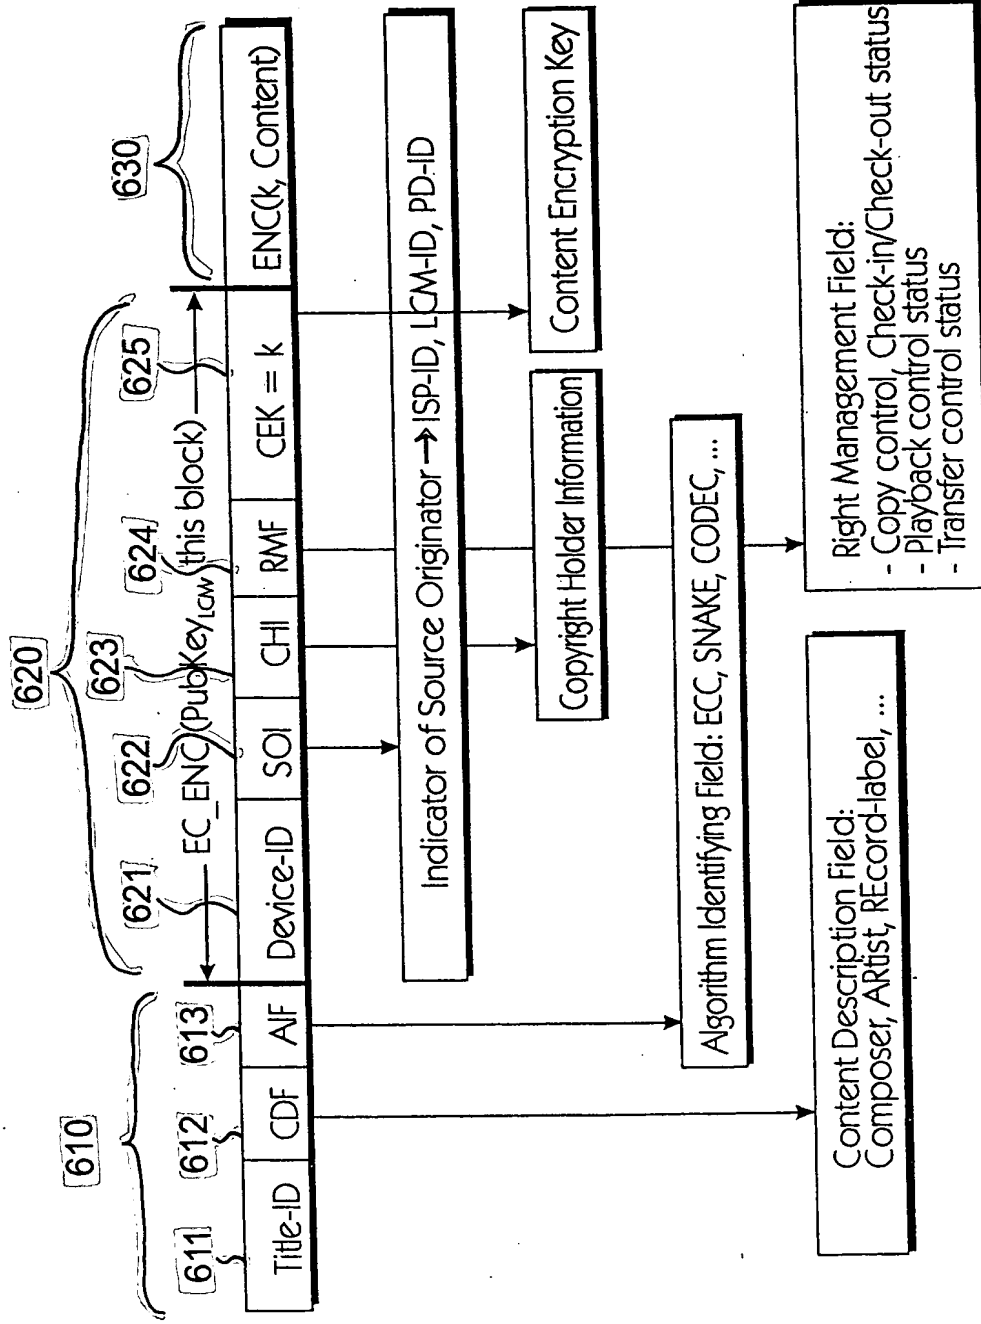 610
620
630
611
612
613
621
622
623
624
625
EC_ENC(PubKey_LCW this block)
Title-ID
CDF
AIF
Device-ID
SOI
CHI
RMF
CEK = k
ENC(k, Content)
Indicator of Source Originator → ISP-ID, LCM-ID, PD-ID
Copyright Holder Information
Content Encryption Key
Algorithm Identifying Field: ECC, SNAKE, CODEC, ...
Content Description Field:
Composer, ARtist, REcord-label, ...
Right Management Field:
- Copy control, Check-in/Check-out status
- Playback control status
- Transfer control status